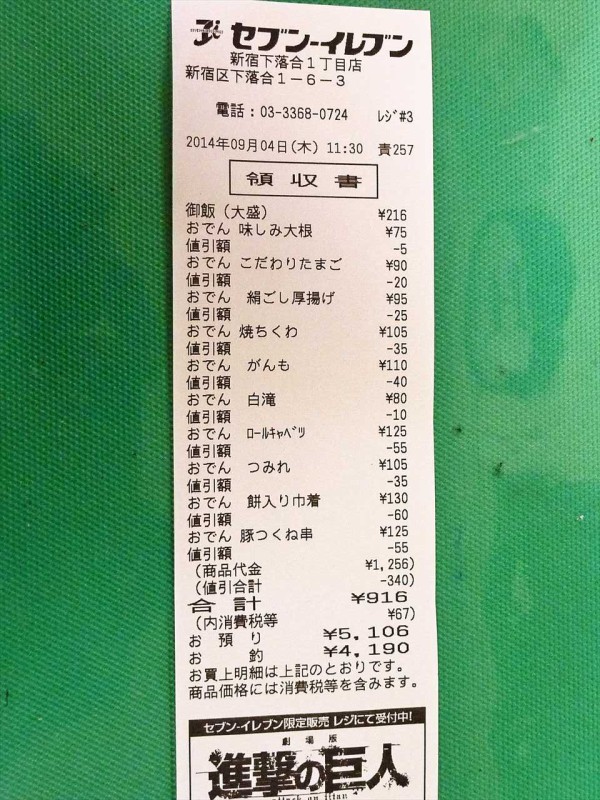 セブン-イレブン
新宿下落合1丁目店
新宿区下落合1-6-3
電話：03-3368-0724 レジ#3
2014年09月04日(木) 11:30 責257
領収書
御飯（大盛） ¥216
おでん 味しみ大根 ¥75
値引額 -5
おでん こだわりたまご ¥90
値引額 -20
おでん 絹ごし厚揚げ ¥95
値引額 -25
おでん 焼ちくわ ¥105
値引額 -35
おでん がんも ¥110
値引額 -40
おでん 白滝 ¥80
値引額 -10
おでん ﾛｰﾙｷｬﾍﾞﾂ ¥125
値引額 -55
おでん つみれ ¥105
値引額 -35
おでん 餅入り巾着 ¥130
値引額 -60
おでん 豚つくね串 ¥125
値引額 -55
(商品代金 ¥1,256)
(値引合計 -340)
合計 ¥916
(内消費税等 ¥67)
お預り ¥5,106
お釣 ¥4,190
お買上明細は上記のとおりです。
商品価格には消費税等を含みます。
セブン-イレブン限定販売 レジにて受付中!
劇場版
進撃の巨人
attack on titan